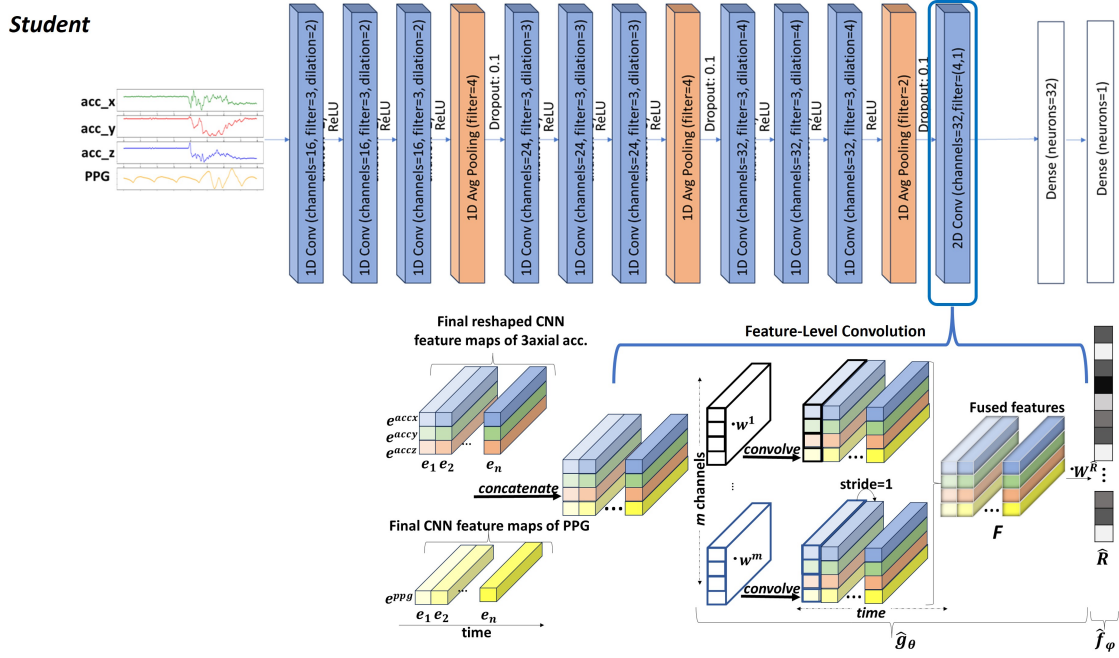 Student
acc_x
acc_y
acc_z
PPG
1D Conv (channels=16, filter=3, dilation=2)
ReLU
1D Conv (channels=16, filter=3, dilation=2)
ReLU
1D Conv (channels=16, filter=3, dilation=2)
ReLU
1D Avg Pooling (filter=4)
Dropout: 0.1
1D Conv (channels=24, filter=3, dilation=3)
ReLU
1D Conv (channels=24, filter=3, dilation=3)
ReLU
1D Conv (channels=24, filter=3, dilation=3)
ReLU
1D Avg Pooling (filter=4)
Dropout: 0.1
1D Conv (channels=32, filter=3, dilation=4)
ReLU
1D Conv (channels=32, filter=3, dilation=4)
ReLU
1D Conv (channels=32, filter=3, dilation=4)
ReLU
1D Avg Pooling (filter=2)
Dropout: 0.1
2D Conv (channels=32,filter=(4,1)
Dense (neurons=32)
Dense (neurons=1)
Final reshaped CNN
feature maps of 3axial acc.
e^accx
e^accy
e^accz
e₁ e₂ ... eₙ
concatenate
Final CNN feature maps of PPG
e^ppg
...
e₁ e₂ eₙ
time
Feature-Level Convolution
m channels
·w¹
convolve
...
⋮
stride=1
·wᵐ
convolve
...
time
Fused features
...
F
·W^R̂
⋮
R̂
ĝ_θ
f̂_φ